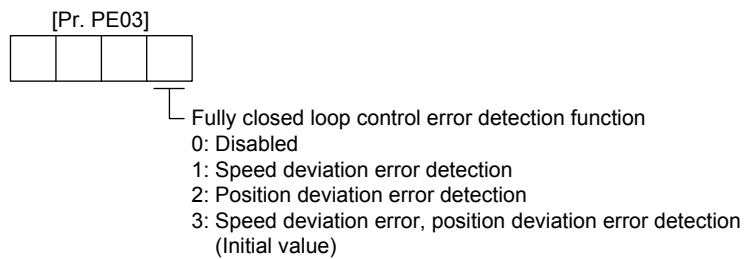 [Pr. PE03]
Fully closed loop control error detection function
0: Disabled
1: Speed deviation error detection
2: Position deviation error detection
3: Speed deviation error, position deviation error detection
(Initial value)